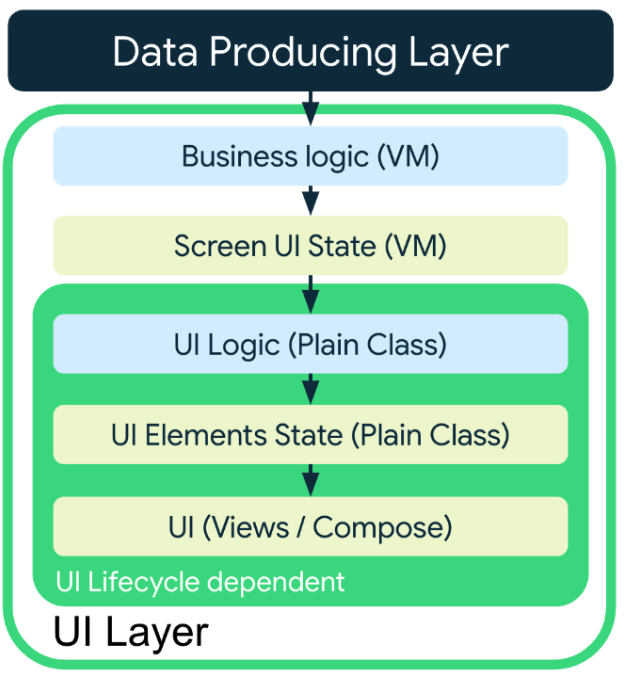 Data Producing Layer
Business logic (VM)
Screen UI State (VM)
UI Logic (Plain Class)
UI Elements State (Plain Class)
UI (Views / Compose)
UI Lifecycle dependent
UI Layer